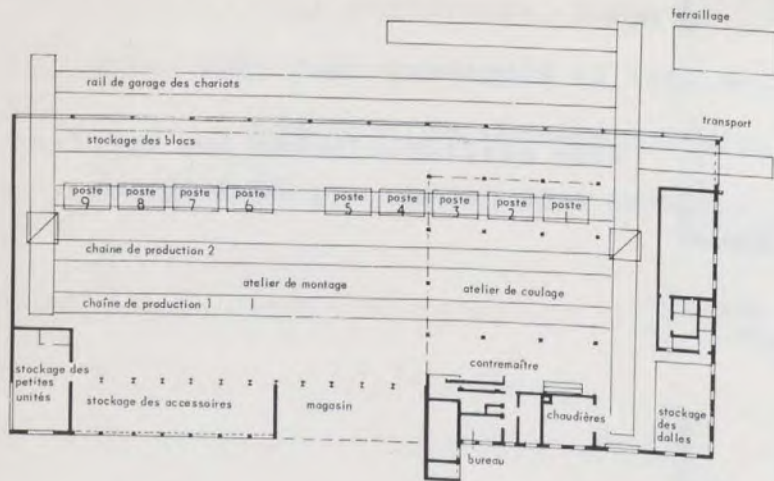 ferraillage
rail de garage des chariots
transport
stockage des blocs
poste
9
poste
8
poste
7
poste
6
poste
5
poste
4
poste
3
poste
2
poste
1
chaine de production 2
atelier de montage
atelier de coulage
chaîne de production 1
contremaître
stockage des
petites
unités
stockage des accessoires
magasin
chaudières
stockage
des
dalles
bureau